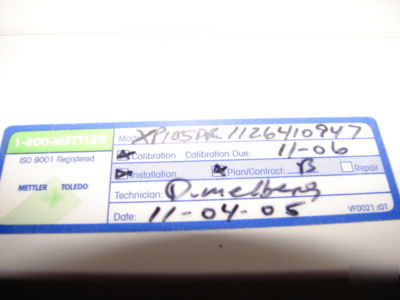 1-800-METTLER
ISO 9001 Registered
METTLER TOLEDO
Model XP105DR 1126410947
Calibration Calibration Due: 11-06
Installation Plan/Contract: B Repair
Technician: D. Melberg
Date: 11-04-05
VF0021.r01